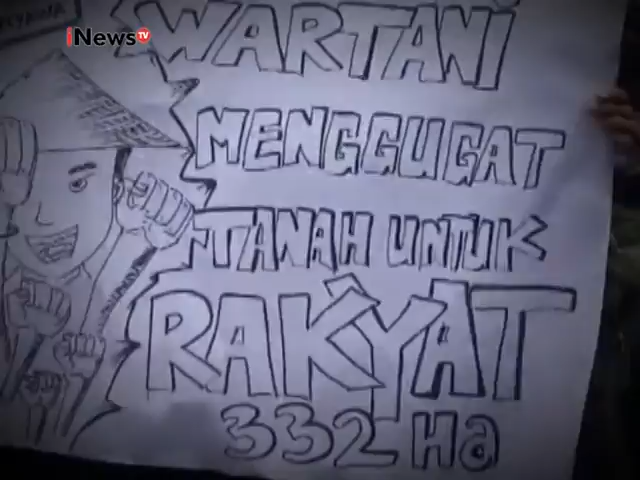 iNews TV
WARTANI
MENGGUGAT
TANAH UNTUK
RAKYAT
332 Ha